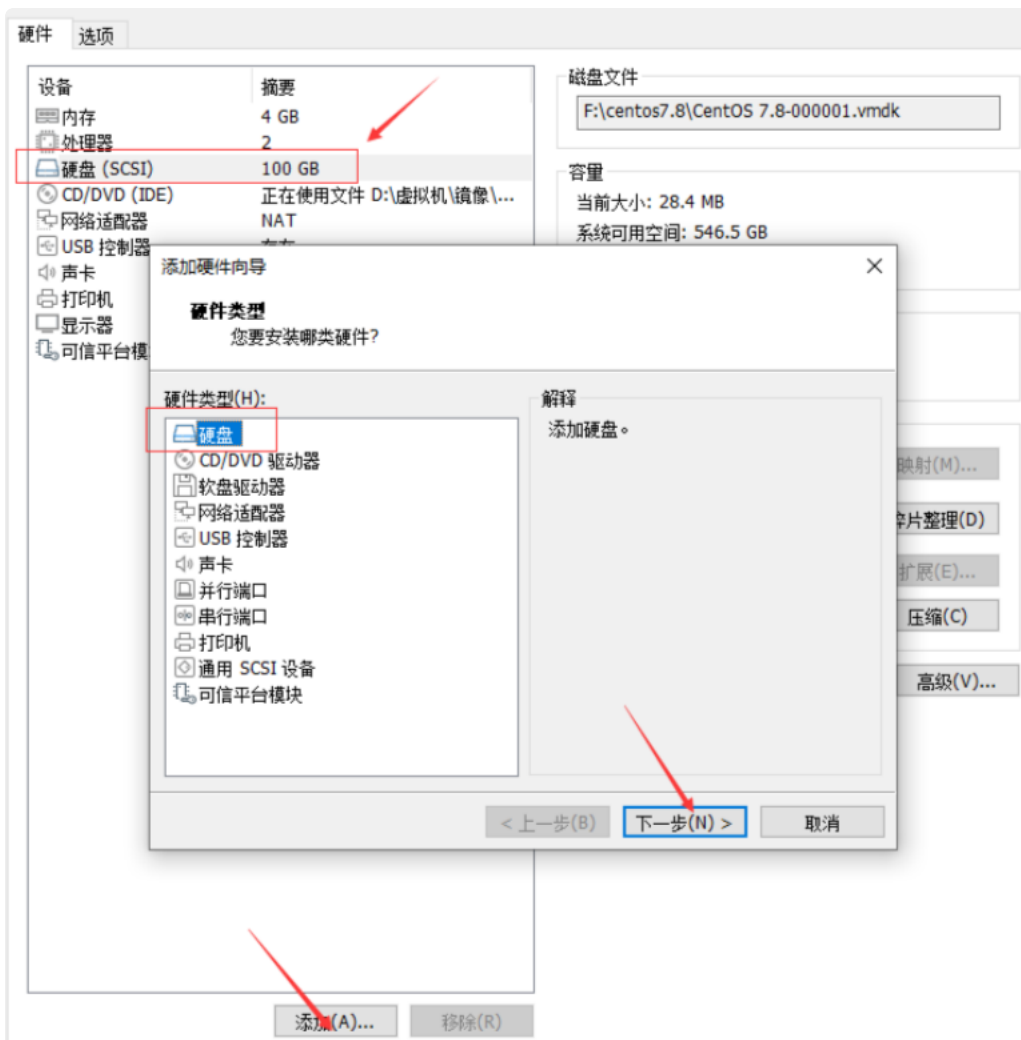 硬件 选项
设备 摘要
内存 4 GB
处理器 2
硬盘 (SCSI) 100 GB
CD/DVD (IDE) 正在使用文件 D:\虚拟机\镜像\...
网络适配器 NAT
USB 控制器
声卡
打印机
显示器
可信平台模
磁盘文件
F:\centos7.8\CentOS 7.8-000001.vmdk
容量
当前大小: 28.4 MB
系统可用空间: 546.5 GB
添加硬件向导
硬件类型
您要安装哪类硬件?
硬件类型(H):
硬盘
CD/DVD 驱动器
软盘驱动器
网络适配器
USB 控制器
声卡
并行端口
串行端口
打印机
通用 SCSI 设备
可信平台模块
解释
添加硬盘。
< 上一步(B) 下一步(N) > 取消
映射(M)...
碎片整理(D)
扩展(E)...
压缩(C)
高级(V)...
添加(A)... 移除(R)